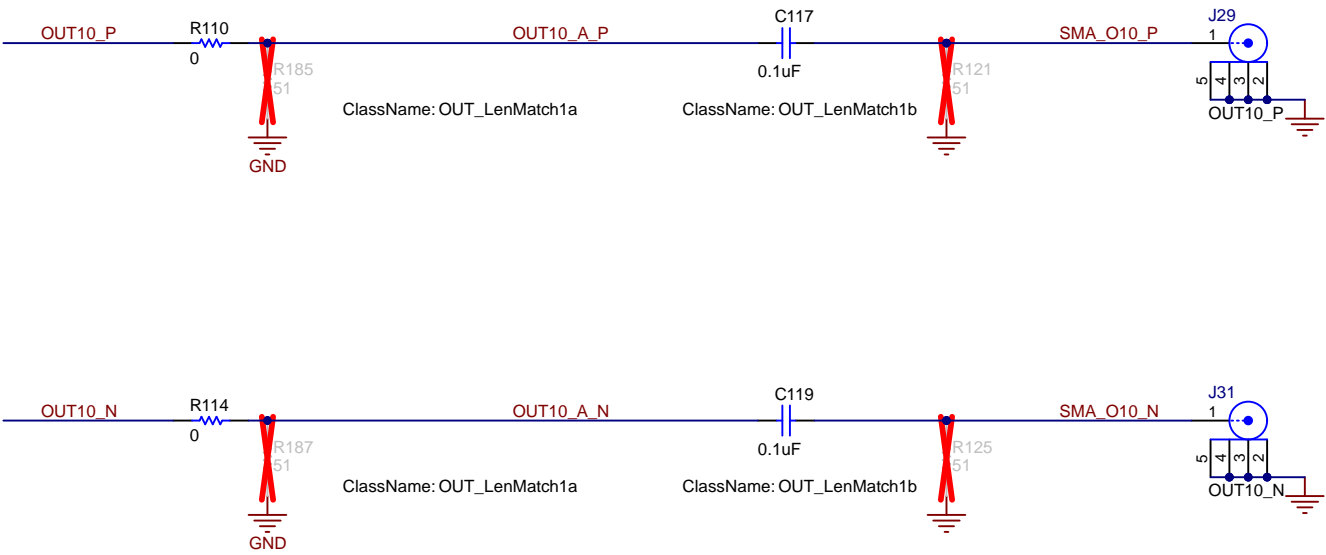 OUT10_P
R110
0
R185
51
GND
OUT10_A_P
ClassName: OUT_LenMatch1a
C117
0.1uF
ClassName: OUT_LenMatch1b
R121
51
SMA_O10_P
J29
1
5 4 3 2
OUT10_P
OUT10_N
R114
0
R187
51
GND
OUT10_A_N
ClassName: OUT_LenMatch1a
C119
0.1uF
ClassName: OUT_LenMatch1b
R125
51
SMA_O10_N
J31
1
5 4 3 2
OUT10_N